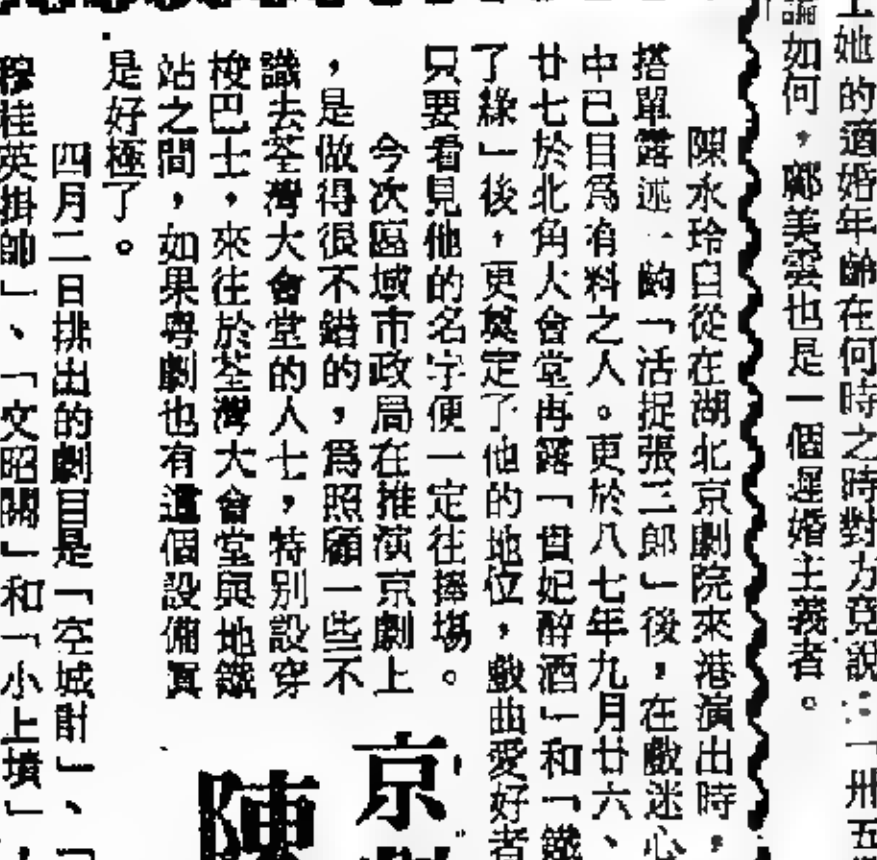 她的適婚年齡在何時之時對方竟說：「卅五
如何，鄺美雲也是一個遲婚主義者。
陳永玲自從在湖北京劇院來港演出時，
搭單露一齣「活捉張三郎」後，在戲迷心
中已目爲有料之人。更於八七年九月廿六、
廿七於北角大會堂再露「貴妃醉酒」和「鐵
了緣」後，更奠定了他的地位，戲曲愛好者
只要看見他的名字便一定往捧場。
今次區域市政局在推演京劇上
，是做得很不錯的，爲照顧一些不
識去荃灣大會堂的人士，特別設穿
梭巴士，來往於荃灣大會堂與地鐵
站之間，如果粵劇也有這個設備眞
是好極了。
四月二日排出的劇目是「空城計」、「
穆桂英掛帥」、「文昭關」和「小上墳」，
京
陳